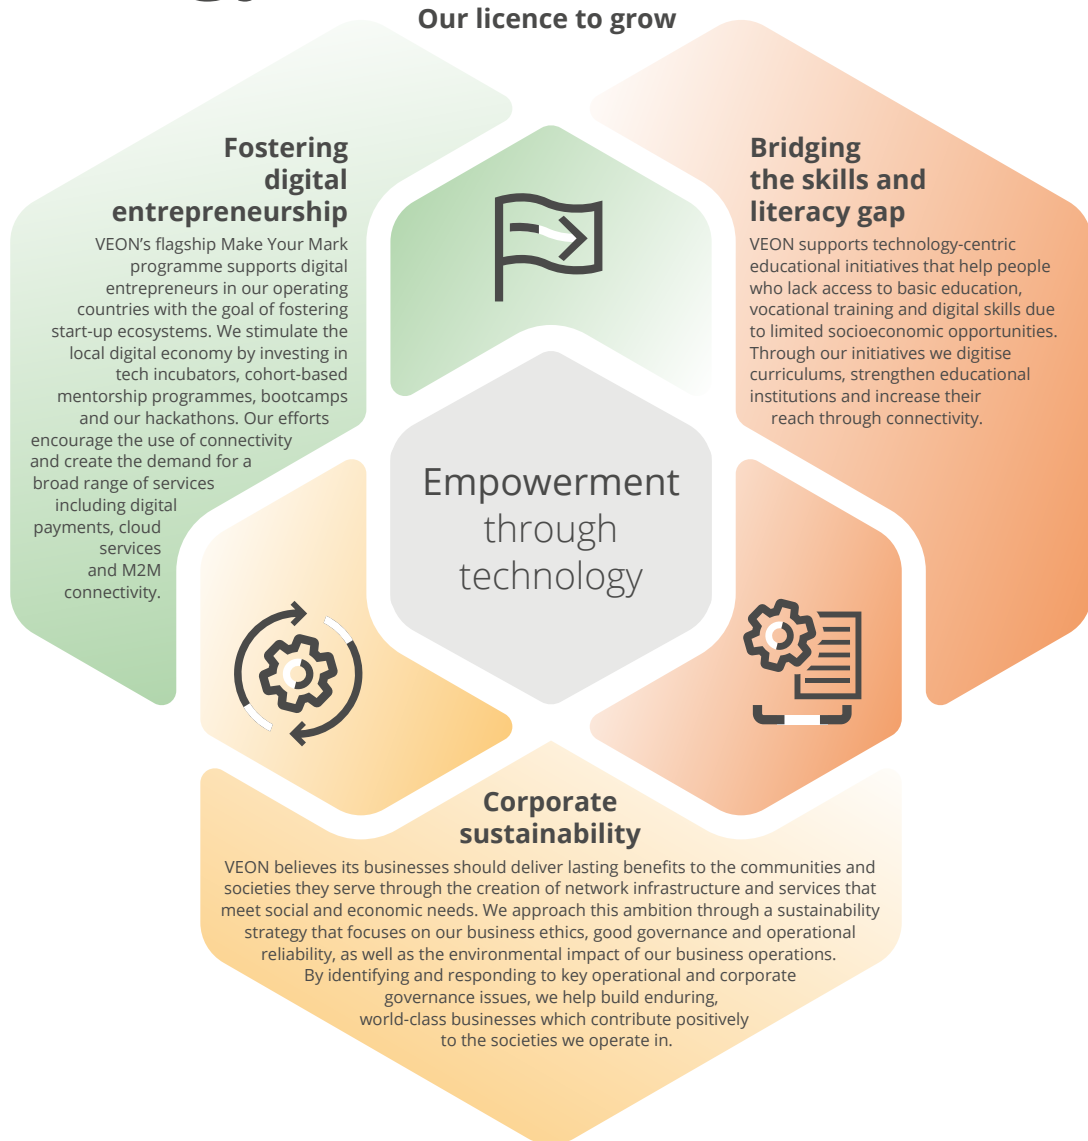 Our licence to grow
Fostering
digital
entrepreneurship
VEON’s flagship Make Your Mark
programme supports digital
entrepreneurs in our operating
countries with the goal of fostering
start-up ecosystems. We stimulate the
local digital economy by investing in
tech incubators, cohort-based
mentorship programmes, bootcamps
and our hackathons. Our efforts
encourage the use of connectivity
and create the demand for a
broad range of services
including digital
payments, cloud
services
and M2M
connectivity.
Bridging
the skills and
literacy gap
VEON supports technology-centric
educational initiatives that help people
who lack access to basic education,
vocational training and digital skills due
to limited socioeconomic opportunities.
Through our initiatives we digitise
curriculums, strengthen educational
institutions and increase their
reach through connectivity.
Empowerment
through
technology
Corporate
sustainability
VEON believes its businesses should deliver lasting benefits to the communities and
societies they serve through the creation of network infrastructure and services that
meet social and economic needs. We approach this ambition through a sustainability
strategy that focuses on our business ethics, good governance and operational
reliability, as well as the environmental impact of our business operations.
By identifying and responding to key operational and corporate
governance issues, we help build enduring,
world-class businesses which contribute positively
to the societies we operate in.